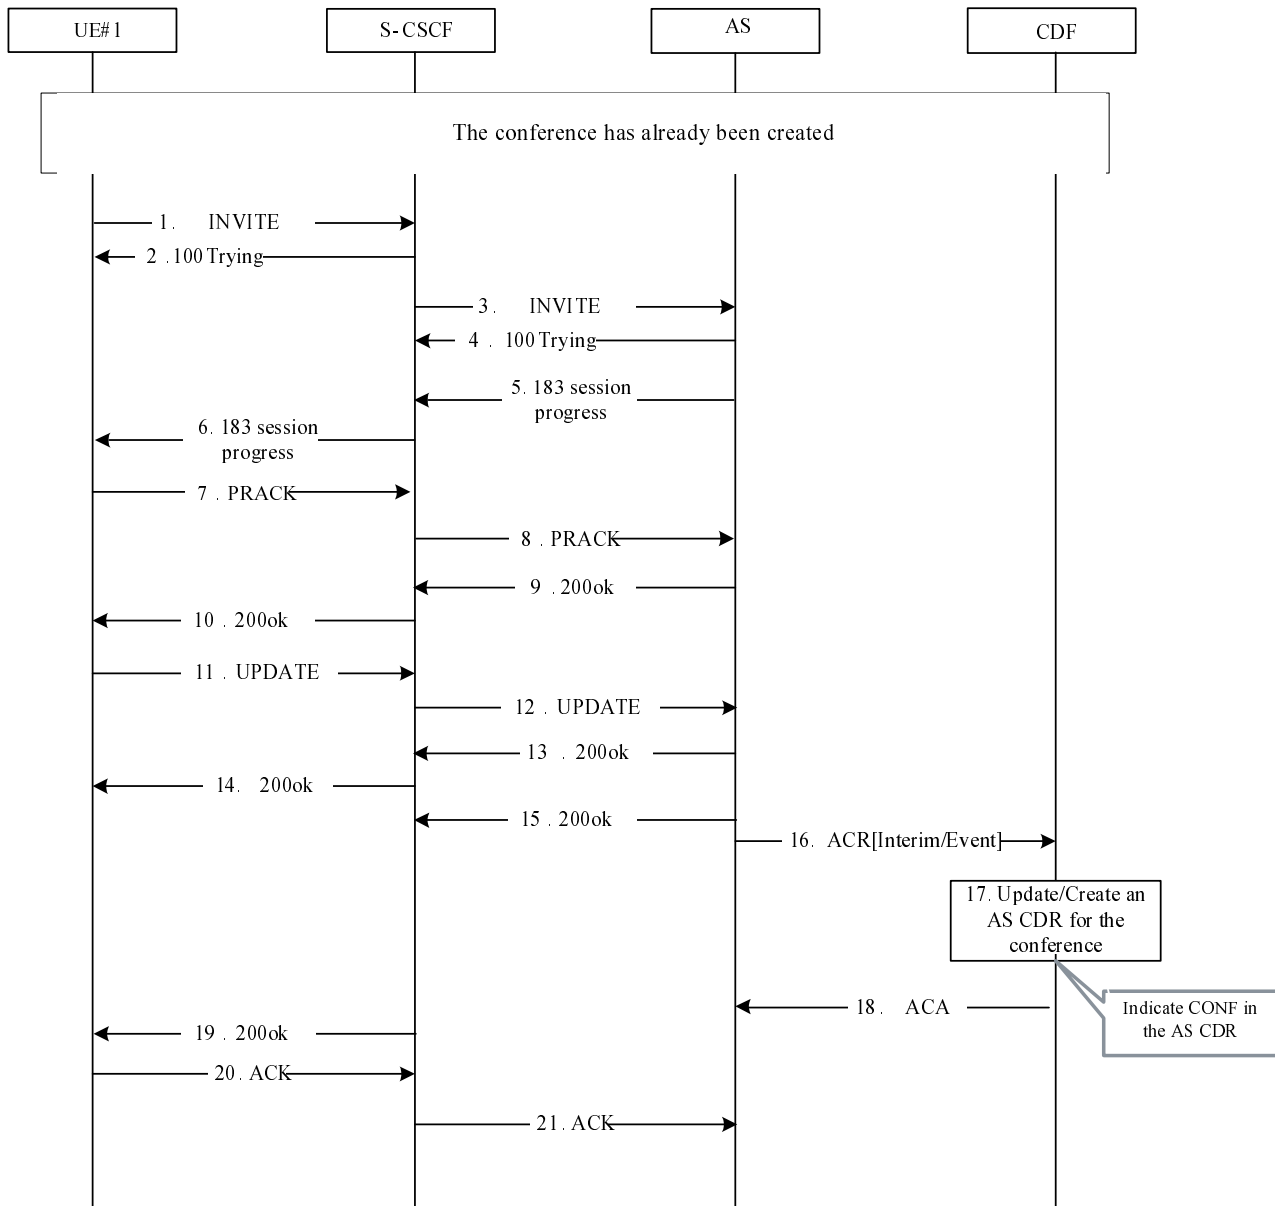 UE#1
S-CSCF
AS
CDF
The conference has already been created
1. INVITE
2 . 100 Trying
3. INVITE
4 . 100 Trying
5. 183 session
progress
6. 183 session
progress
7 . PRACK
8 . PRACK
9 . 200ok
10 . 200ok
11 . UPDATE
12 . UPDATE
13 . 200ok
14. 200ok
15 . 200ok
16. ACR[Interim/Event]
17. Update/Create an
AS CDR for the
conference
18. ACA
Indicate CONF in
the AS CDR
19 . 200ok
20 . ACK
21 . ACK